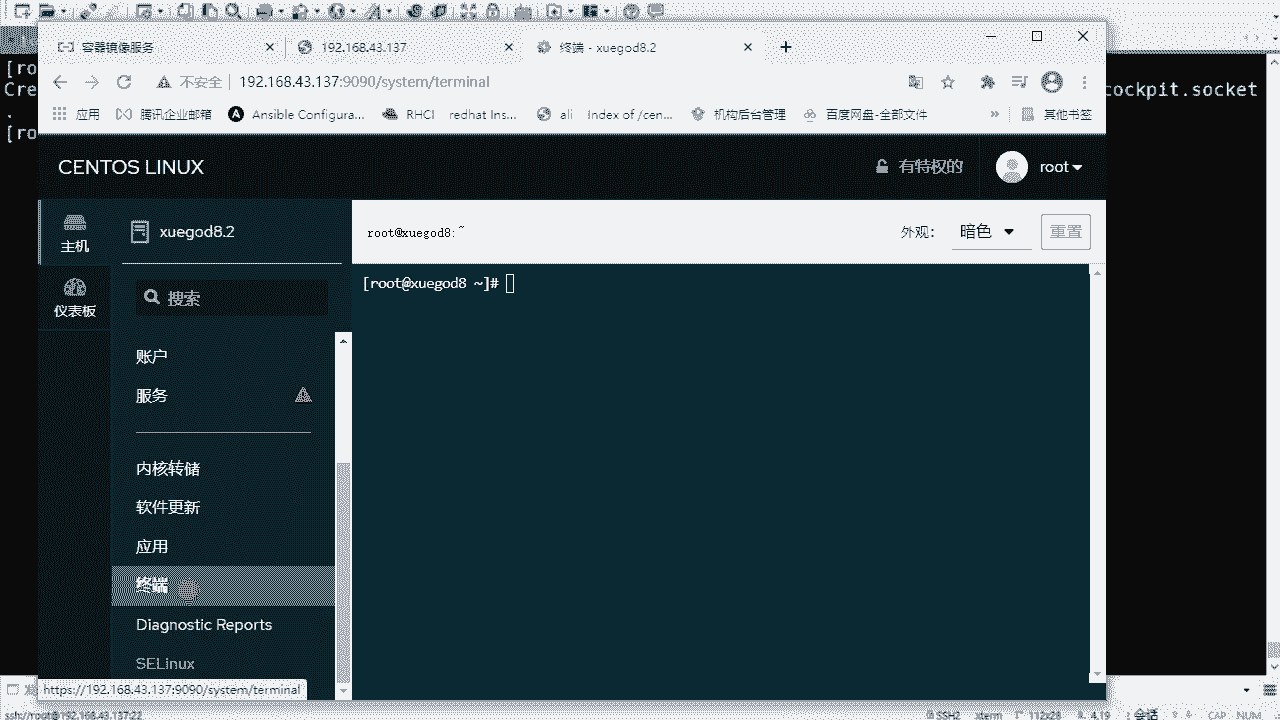 容器镜像服务
192.168.43.137
终端 - xuegod8.2
不安全
192.168.43.137:9090/system/terminal
应用
腾讯企业邮箱
Ansible Configura...
RHCI
redhat Ins...
ali
Index of /cen...
机构后台管理
百度网盘-全部文件
»
其他书签
[ro
Cre
cockpit.socket
.
[ro
CENTOS LINUX
有特权的
root
主机
仪表板
xuegod8.2
搜索
账户
服务
内核转储
软件更新
应用
终端
Diagnostic Reports
SELinux
root@xuegod8:~
外观:
暗色
重置
[root@xuegod8 ~]#
https://192.168.43.137:9090/system/terminal
ssh://root@192.168.43.137:22
SSH2
xterm
112x28
4,19
1 会话
CAP
NUM